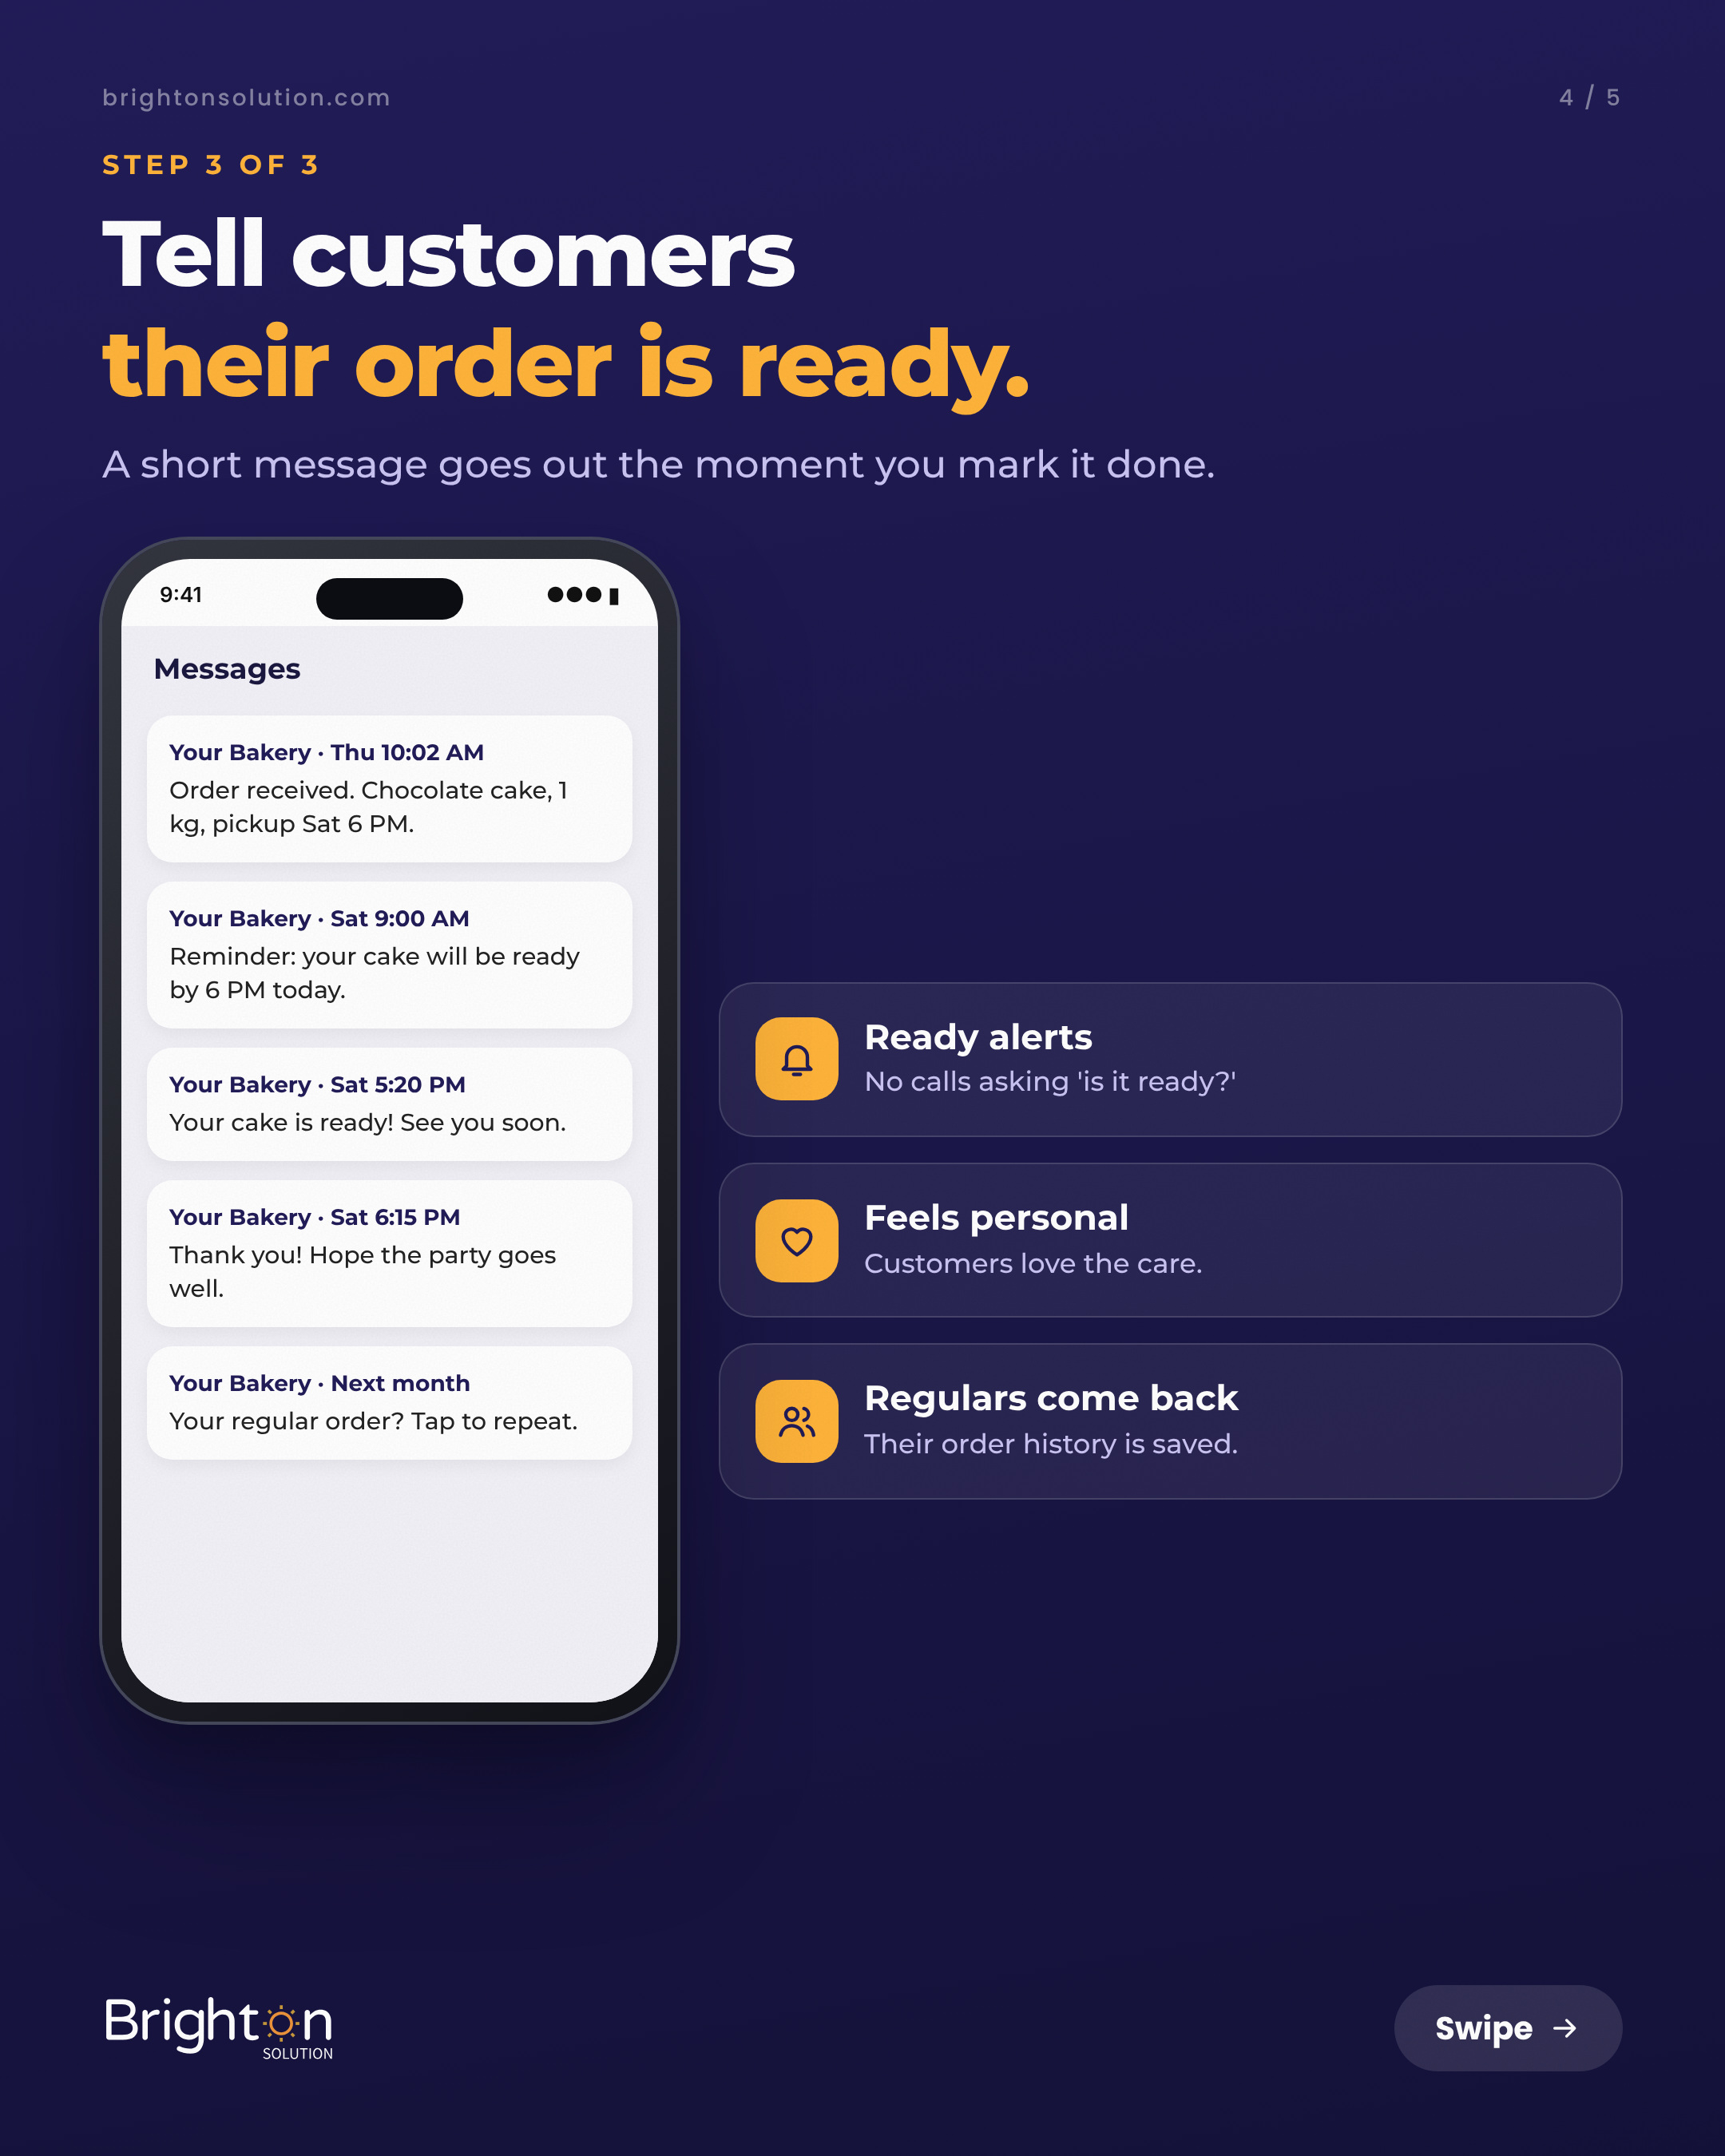 brightonsolution.com
4 / 5
STEP 3 OF 3
Tell customers
their order is ready.
A short message goes out the moment you mark it done.
9:41
Messages
Your Bakery · Thu 10:02 AM
Order received. Chocolate cake, 1
kg, pickup Sat 6 PM.
Your Bakery · Sat 9:00 AM
Reminder: your cake will be ready
by 6 PM today.
Your Bakery · Sat 5:20 PM
Your cake is ready! See you soon.
Your Bakery · Sat 6:15 PM
Thank you! Hope the party goes
well.
Your Bakery · Next month
Your regular order? Tap to repeat.
Ready alerts
No calls asking 'is it ready?'
Feels personal
Customers love the care.
Regulars come back
Their order history is saved.
Brighton
SOLUTION
Swipe →